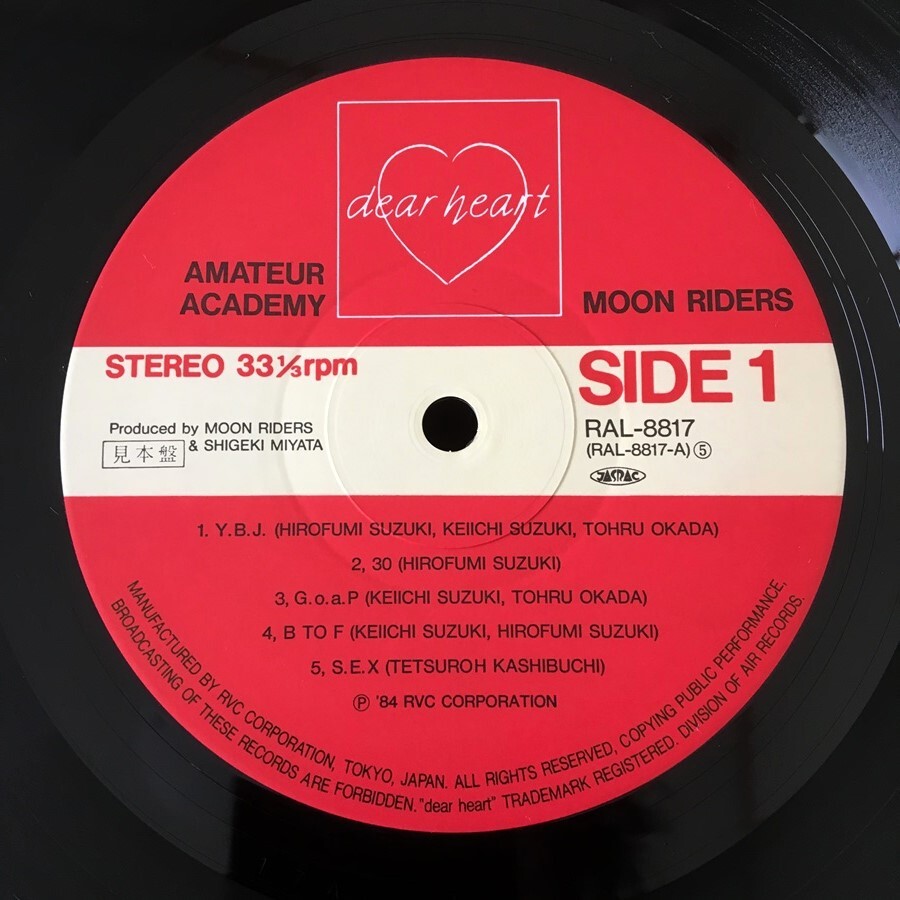 dear heart
AMATEUR
ACADEMY
MOON RIDERS
STEREO 33⅓rpm
SIDE 1
Produced by MOON RIDERS
& SHIGEKI MIYATA
見本盤
RAL-8817
(RAL-8817-A)⑤
JASRAC
1. Y.B.J. (HIROFUMI SUZUKI, KEIICHI SUZUKI, TOHRU OKADA)
2, 30 (HIROFUMI SUZUKI)
3, G.o.a.P (KEIICHI SUZUKI, TOHRU OKADA)
4, B TO F (KEIICHI SUZUKI, HIROFUMI SUZUKI)
5, S.E.X (TETSUROH KASHIBUCHI)
Ⓟ '84 RVC CORPORATION
MANUFACTURED BY RVC CORPORATION, TOKYO, JAPAN. ALL RIGHTS RESERVED, COPYING PUBLIC PERFORMANCE,
BROADCASTING OF THESE RECORDS ARE FORBIDDEN. "dear heart" TRADEMARK REGISTERED. DIVISION OF AIR RECORDS.